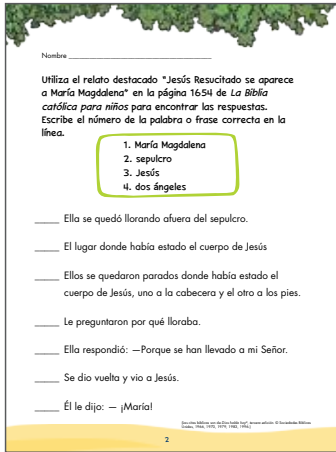 Nombre ___________________________
Utiliza el relato destacado “Jesús Resucitado se aparece
a María Magdalena” en la página 1654 de La Biblia
católica para niños para encontrar las respuestas.
Escribe el número de la palabra o frase correcta en la
línea.
1. María Magdalena
2. sepulcro
3. Jesús
4. dos ángeles
_____ Ella se quedó llorando afuera del sepulcro.
_____ El lugar donde había estado el cuerpo de Jesús
_____ Ellos se quedaron parados donde había estado el
cuerpo de Jesús, uno a la cabecera y el otro a los pies.
_____ Le preguntaron por qué lloraba.
_____ Ella respondió: —Porque se han llevado a mi Señor.
_____ Se dio vuelta y vio a Jesús.
_____ Él le dijo: — ¡María!
2